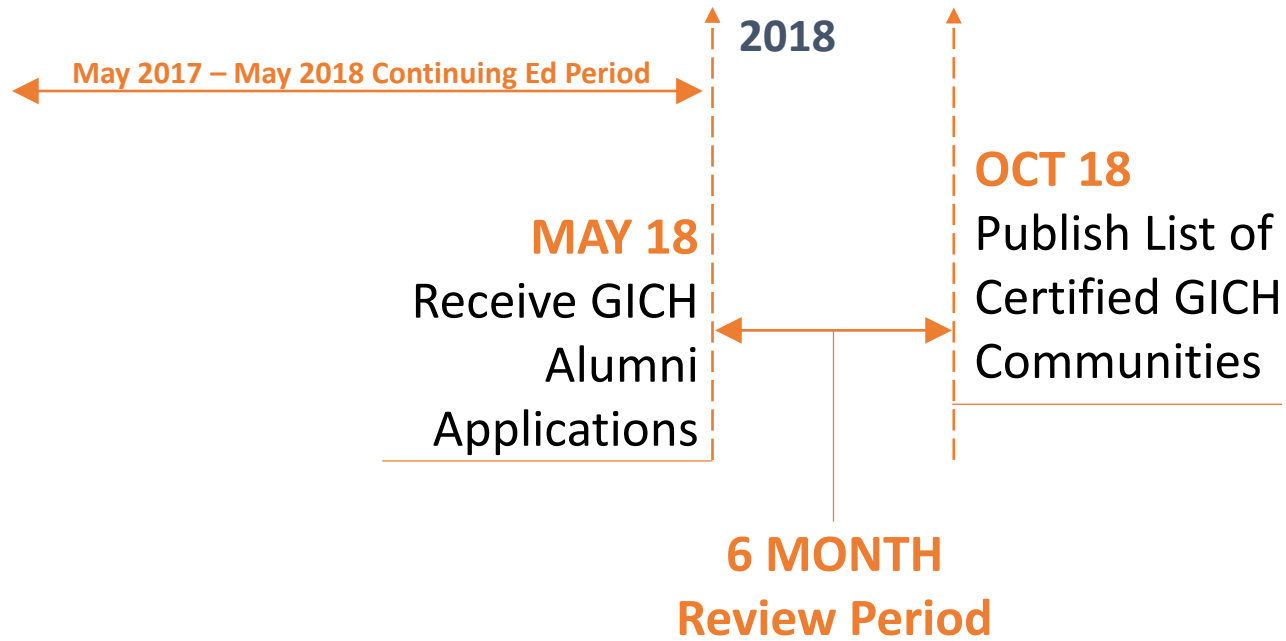 2018
May 2017 – May 2018 Continuing Ed Period
MAY 18
Receive GICH
Alumni
Applications
OCT 18
Publish List of
Certified GICH
Communities
6 MONTH
Review Period